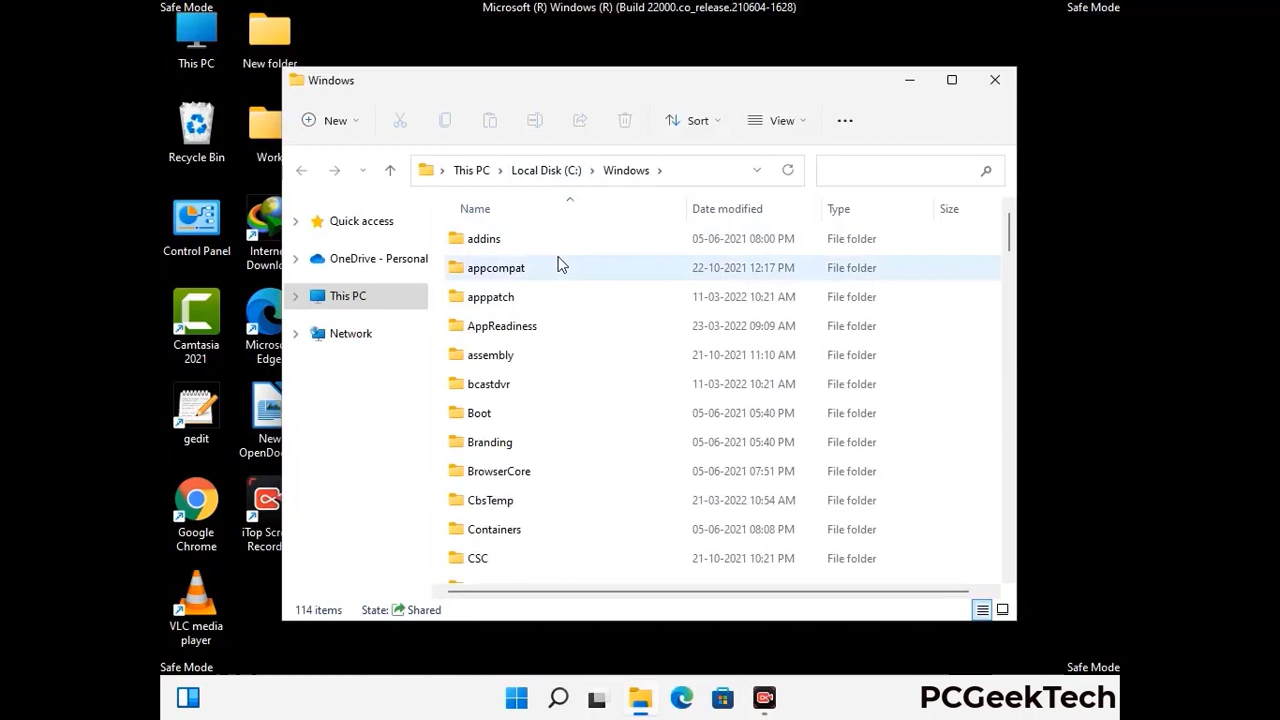 Safe Mode
Microsoft (R) Windows (R) (Build 22000.co_release.210604-1628)
Safe Mode
This PC
New folder
Recycle Bin
Work
Control Panel
Internet
Downlo
Camtasia
2021
Micros
Edge
gedit
New
OpenDo
Google
Chrome
iTop Scr
Record
VLC media
player
Windows
New
Sort
View
This PC
Local Disk (C:)
Windows
Name
Date modified
Type
Size
Quick access
OneDrive - Personal
This PC
Network
addins 05-06-2021 08:00 PM File folder
appcompat 22-10-2021 12:17 PM File folder
apppatch 11-03-2022 10:21 AM File folder
AppReadiness 23-03-2022 09:09 AM File folder
assembly 21-10-2021 11:10 AM File folder
bcastdvr 11-03-2022 10:21 AM File folder
Boot 05-06-2021 05:40 PM File folder
Branding 05-06-2021 05:40 PM File folder
BrowserCore 05-06-2021 07:51 PM File folder
CbsTemp 21-03-2022 10:54 AM File folder
Containers 05-06-2021 08:08 PM File folder
CSC 21-10-2021 10:21 PM File folder
114 items
State: Shared
Safe Mode
Safe Mode
PCGeekTech